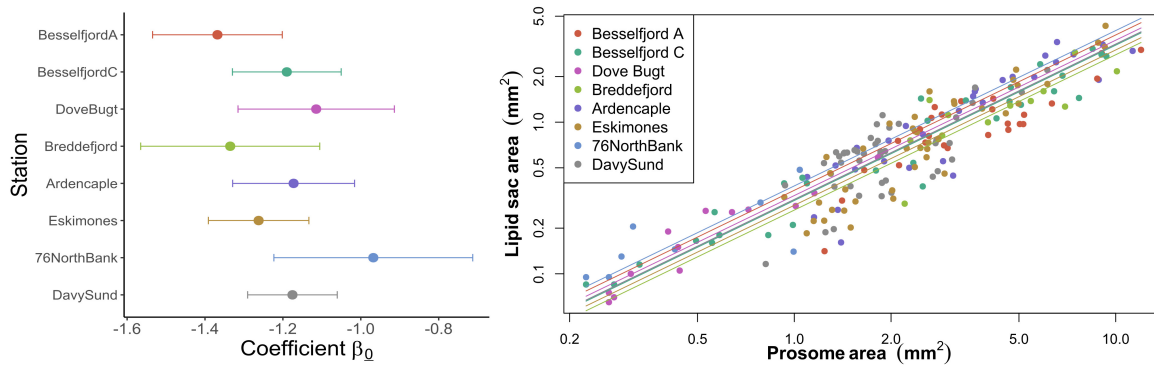 Station
BesselfjordA
BesselfjordC
DoveBugt
Breddefjord
Ardencaple
Eskimones
76NorthBank
DavySund
-1.6 -1.4 -1.2 -1.0 -0.8
Coefficient β0
Lipid sac area (mm²)
5.0
2.0
1.0
0.5
0.2
0.1
Besselfjord A
Besselfjord C
Dove Bugt
Breddefjord
Ardencaple
Eskimones
76NorthBank
DavySund
0.2 0.5 1.0 2.0 5.0 10.0
Prosome area (mm²)